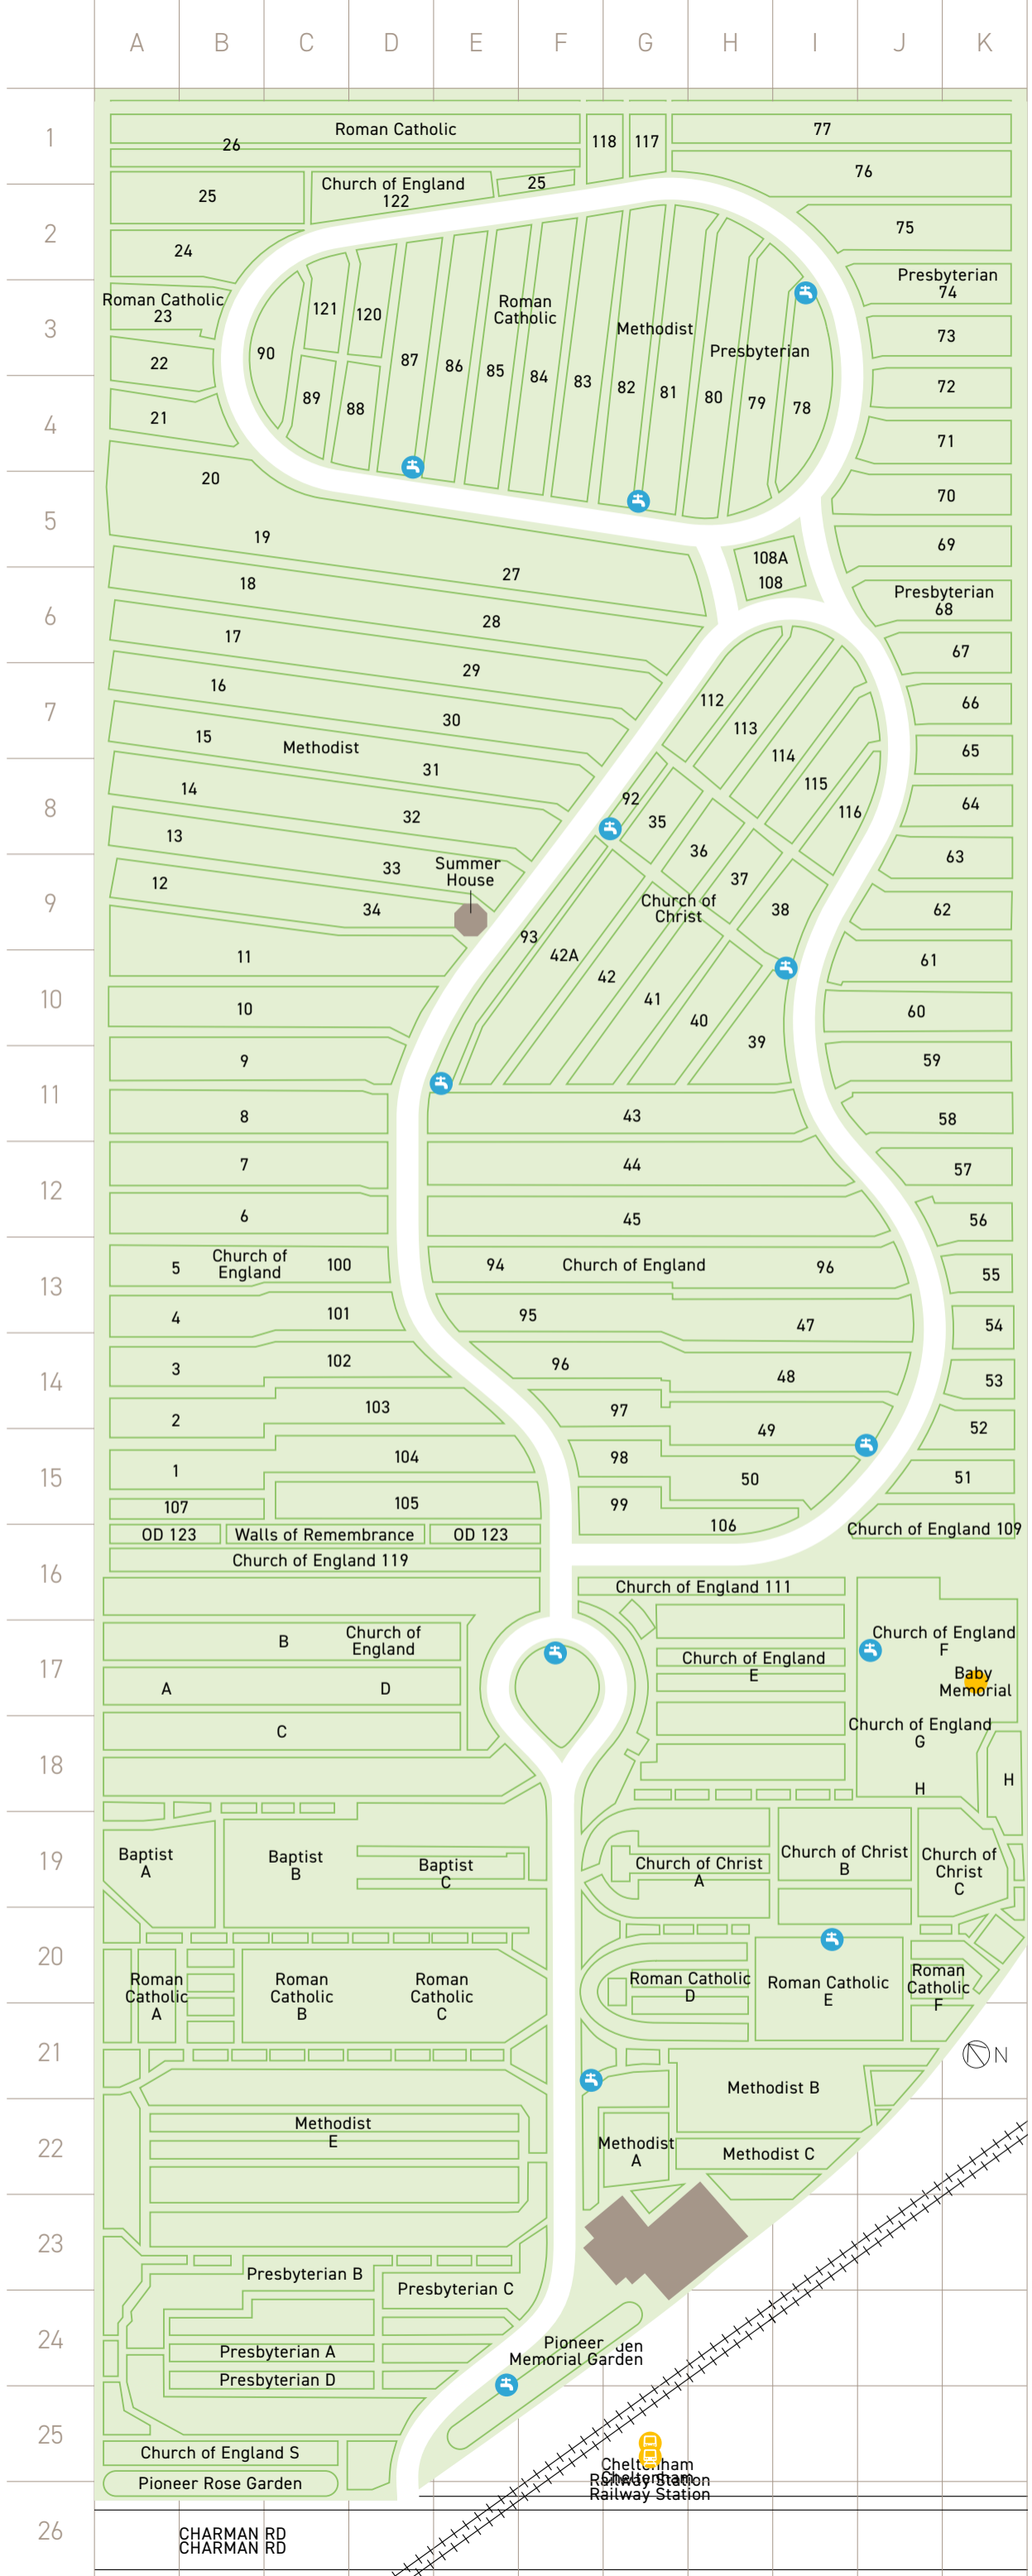 A B C D E F G H I J K
1
Roman Catholic
118 117
77
26
76
Church of England
25
25
122
2
75
24
Presbyterian
74
Roman Catholic
23
121 120
Roman
Catholic
Methodist
3
73
Presbyterian
90
22
87 86 85 84 83 82 81 80 79 78
72
89 88
21
4
71
20
70
5
19
69
108A
27
18
108
Presbyterian
68
6
28
17
67
29
16
112
66
7
30
113
15
Methodist
65
114
31
115
14
92
64
8
32
35
116
13
36
63
33
Summer
House
12
37
9
34
Church of
Christ
38
62
93
42A
11
61
42
10
41
10
60
40
39
9
59
11
8
43
58
7
44
57
12
6
45
56
Church of
England
5
100
94
Church of England
96
55
13
4
101
95
47
54
3
102
96
48
53
14
2
103
97
49
52
104
98
1
50
51
15
107
105
99
106
OD 123
Walls of Remembrance
OD 123
Church of England 109
Church of England 119
16
Church of England 111
B
Church of
England
Church of England
F
Church of England
E
17
A
D
Baby
Memorial
C
Church of England
G
18
H
H
19
Baptist
A
Baptist
B
Baptist
C
Church of Christ
A
Church of Christ
B
Church of
Christ
C
20
Roman
Catholic
A
Roman
Catholic
B
Roman
Catholic
C
Roman Catholic
D
Roman Catholic
E
Roman
Catholic
F
21
N
Methodist B
Methodist
E
22
Methodist
A
Methodist C
23
Presbyterian B
Presbyterian C
24
Presbyterian A
Pioneer
Memorial Garden
Presbyterian D
25
Church of England S
Cheltenham
Railway Station
Cheltenham
Railway Station
Pioneer Rose Garden
26
CHARMAN RD
CHARMAN RD